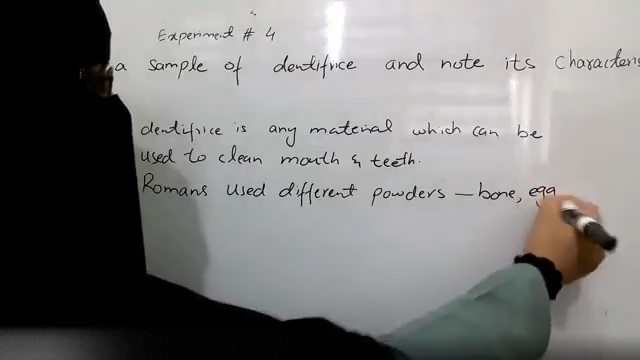 Experiment # 4
a sample of dentifrice and note its Characteris
dentifrice is any material which can be
used to clean mouth & teeth.
Romans used different powders — bone, egg